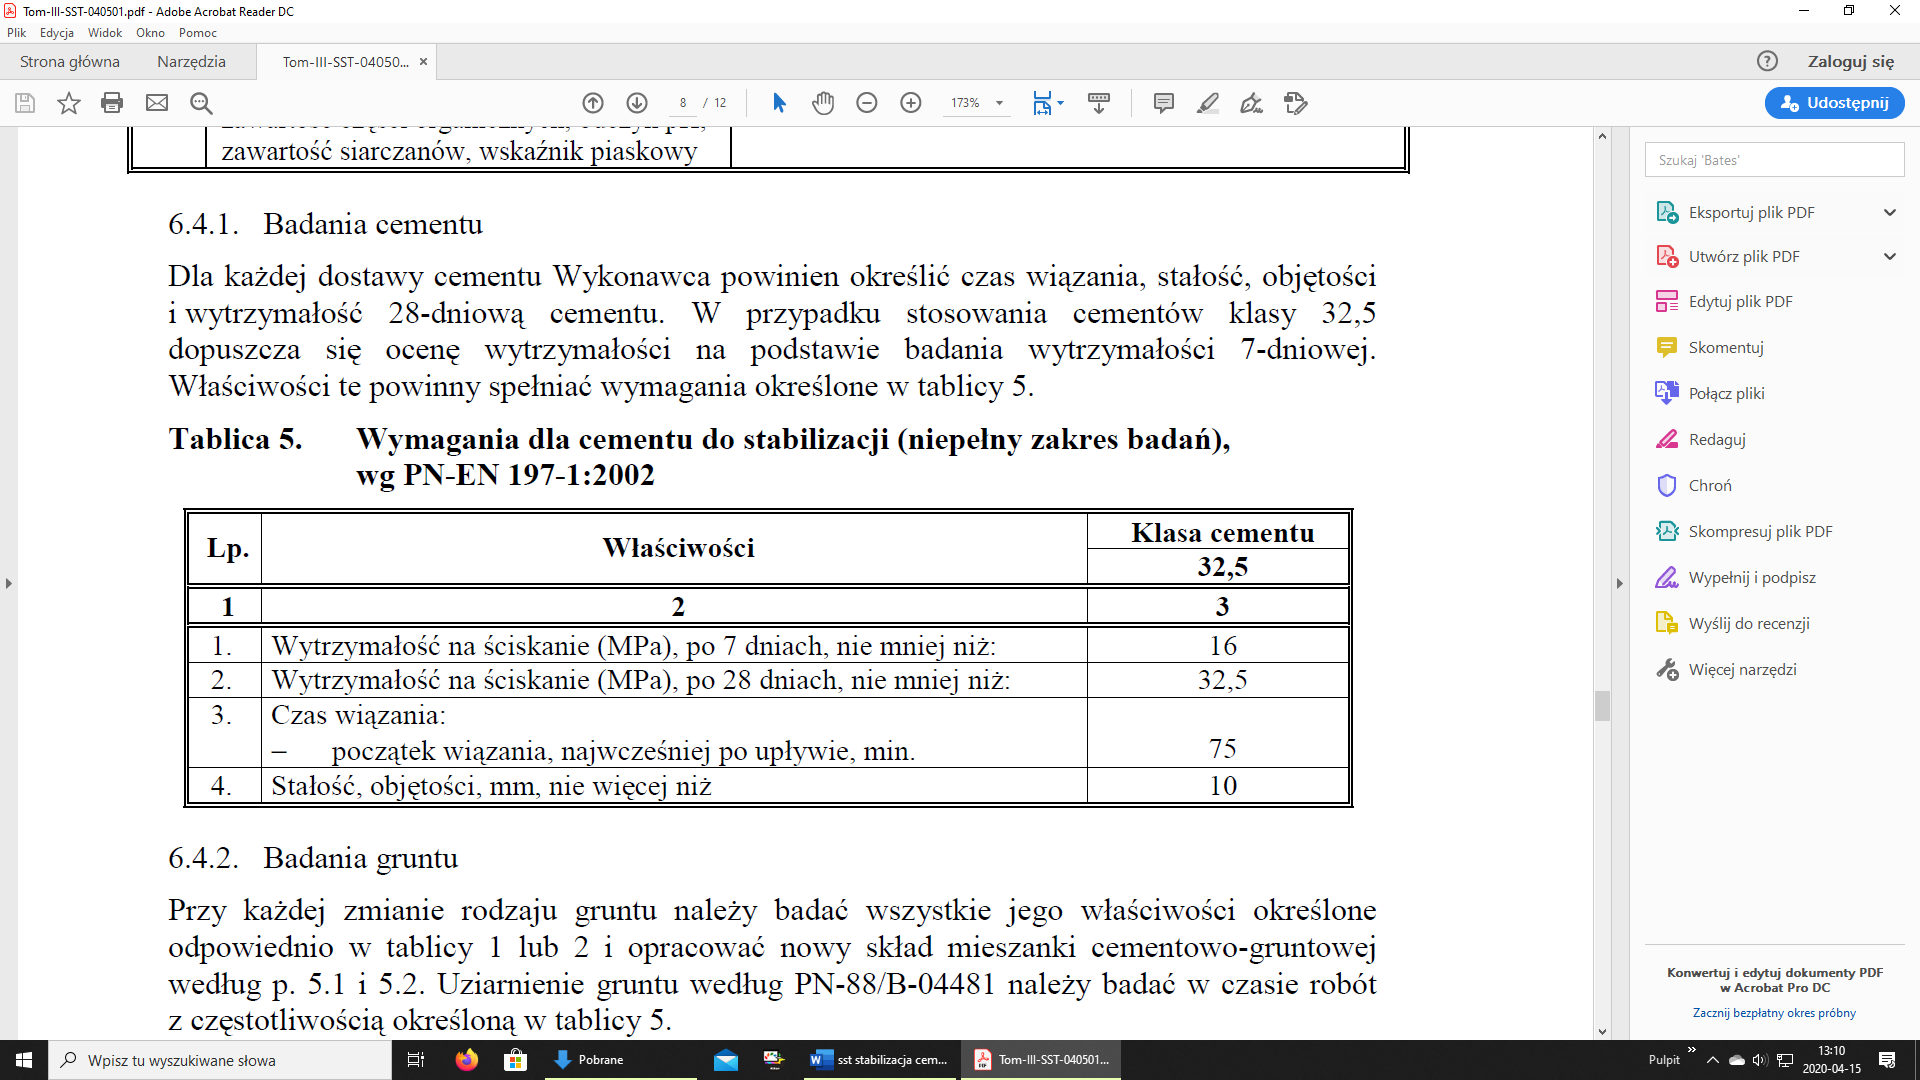 Tom-III-SST-040501.pdf - Adobe Acrobat Reader DC
Plik Edycja Widok Okno Pomoc
Strona główna Narzędzia Tom-III-SST-04050... ×
Zaloguj się
8 / 12 173%
Udostępnij
zawartość części organicznych, odczyn pH,
zawartość siarczanów, wskaźnik piaskowy
6.4.1. Badania cementu
Dla każdej dostawy cementu Wykonawca powinien określić czas wiązania, stałość, objętości
i wytrzymałość 28-dniową cementu. W przypadku stosowania cementów klasy 32,5
dopuszcza się ocenę wytrzymałości na podstawie badania wytrzymałości 7-dniowej.
Właściwości te powinny spełniać wymagania określone w tablicy 5.
Tablica 5. Wymagania dla cementu do stabilizacji (niepełny zakres badań),
wg PN-EN 197-1:2002
Lp. Właściwości Klasa cementu
32,5
1 2 3
1. Wytrzymałość na ściskanie (MPa), po 7 dniach, nie mniej niż: 16
2. Wytrzymałość na ściskanie (MPa), po 28 dniach, nie mniej niż: 32,5
3. Czas wiązania:
– początek wiązania, najwcześniej po upływie, min. 75
4. Stałość, objętości, mm, nie więcej niż 10
6.4.2. Badania gruntu
Przy każdej zmianie rodzaju gruntu należy badać wszystkie jego właściwości określone
odpowiednio w tablicy 1 lub 2 i opracować nowy skład mieszanki cementowo-gruntowej
według p. 5.1 i 5.2. Uziarnienie gruntu według PN-88/B-04481 należy badać w czasie robót
z częstotliwością określoną w tablicy 5.
Szukaj 'Bates'
Eksportuj plik PDF
Utwórz plik PDF
Edytuj plik PDF
Skomentuj
Połącz pliki
Redaguj
Chroń
Skompresuj plik PDF
Wypełnij i podpisz
Wyślij do recenzji
Więcej narzędzi
Konwertuj i edytuj dokumenty PDF
w Acrobat Pro DC
Zacznij bezpłatny okres próbny
Wpisz tu wyszukiwane słowa
Pobrane
sst stabilizacja cem...
Tom-III-SST-040501...
Pulpit »
13:10
2020-04-15